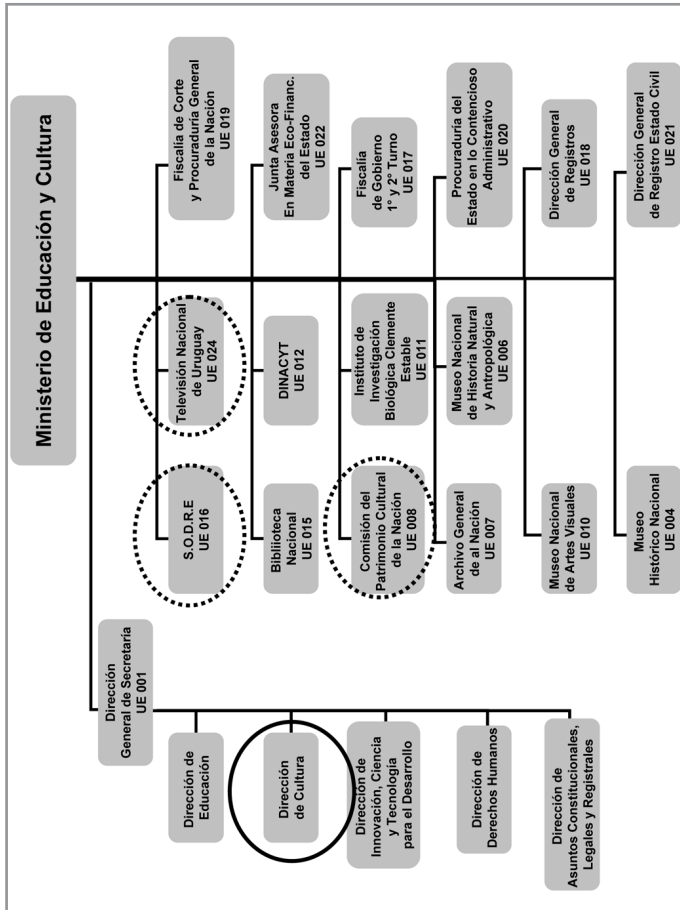 Ministerio de Educación y Cultura
Dirección
General de Secretaría
UE 001
Dirección de
Educación
Dirección
de Cultura
Dirección de
Innovación, Ciencia
y Tecnología
para el Desarrollo
Dirección de
Derechos Humanos
Dirección de
Asuntos Constitucionales,
Legales y Registrales
S.O.D.R.E
UE 016
Televisión Nacional
de Uruguay
UE 024
Fiscalia de Corte
y Procuraduría General
de la Nación
UE 019
Bibliioteca
Nacional
UE 015
DINACYT
UE 012
Junta Asesora
En Materia Eco-Financ.
del Estado
UE 022
Comisión del
Patrimonio Cultural
de la Nación
UE 008
Instituto de
Investigación
Biológica Clemente
Estable
UE 011
Fiscalia
de Gobierno
1° y 2° Turno
UE 017
Archivo General
de al Nación
UE 007
Museo Nacional
de Historia Natural
y Antropológica
UE 006
Procuraduria del
Estado en lo Contencioso
Administrativo
UE 020
Museo Nacional
de Artes Visuales
UE 010
Dirección General
de Registros
UE 018
Museo
Histórico Nacional
UE 004
Dirección General
de Registro Estado Civil
UE 021